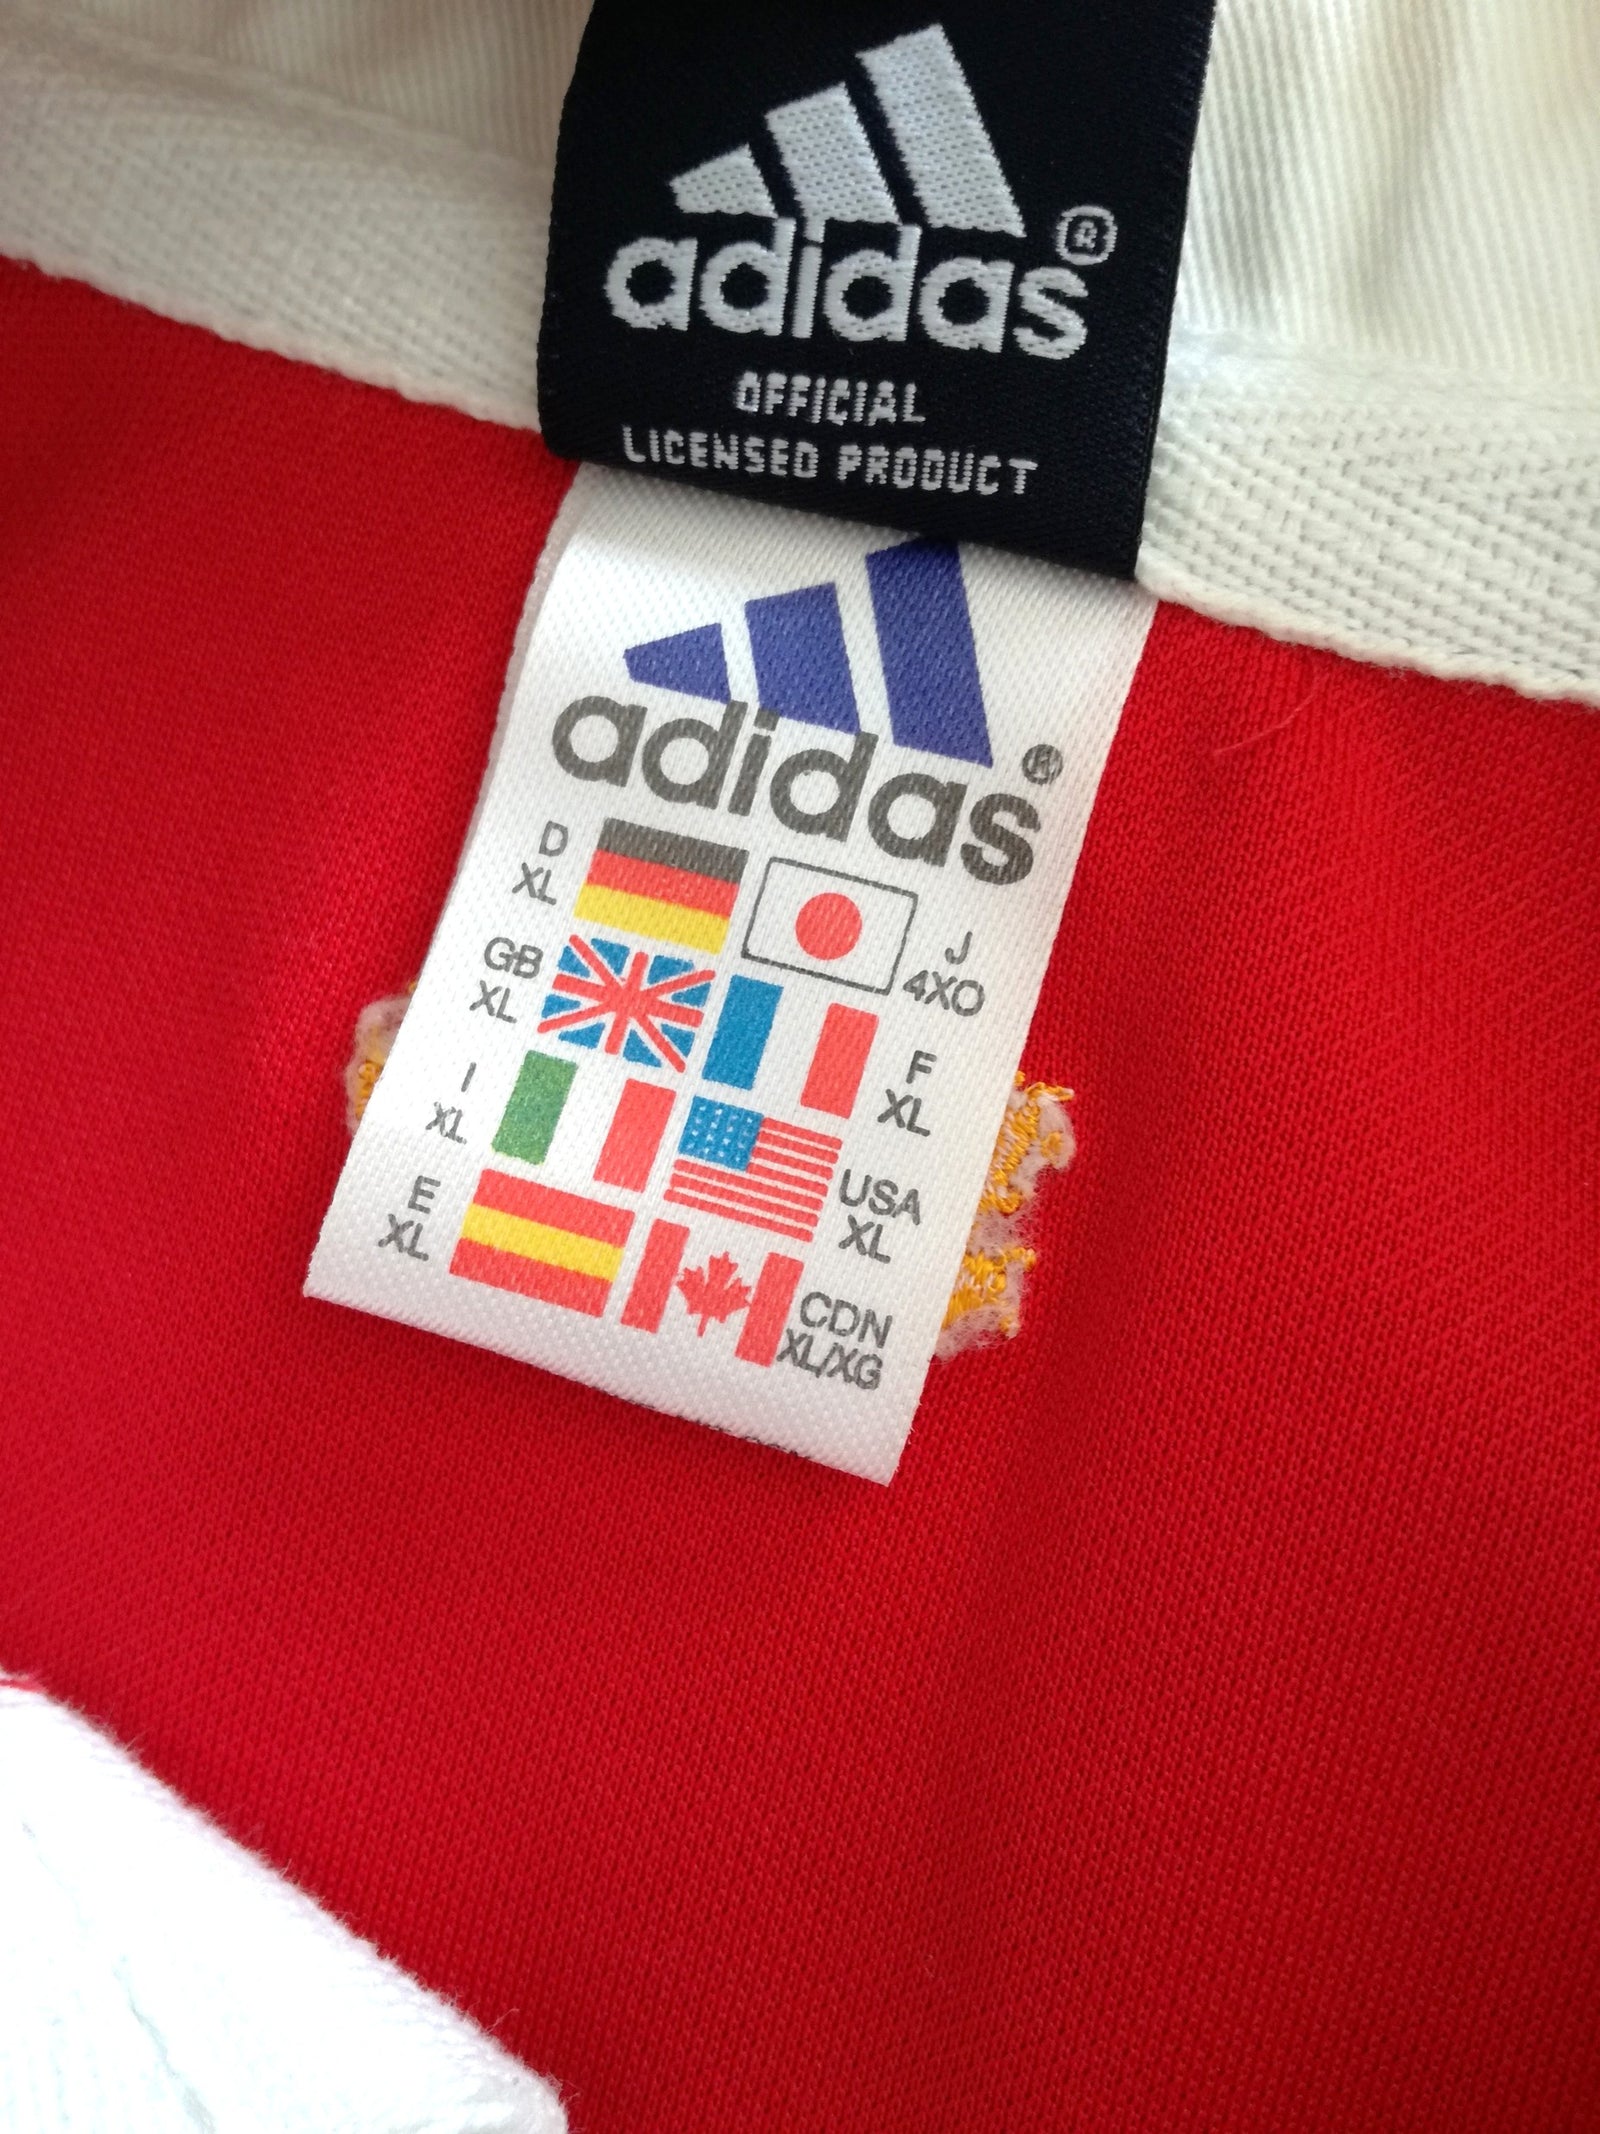 adidas®
OFFICIAL
LICENSED PRODUCT
adidas®
D
XL
J
4XO
GB
XL
F
XL
I
XL
USA
XL
E
XL
CDN
XL/XG